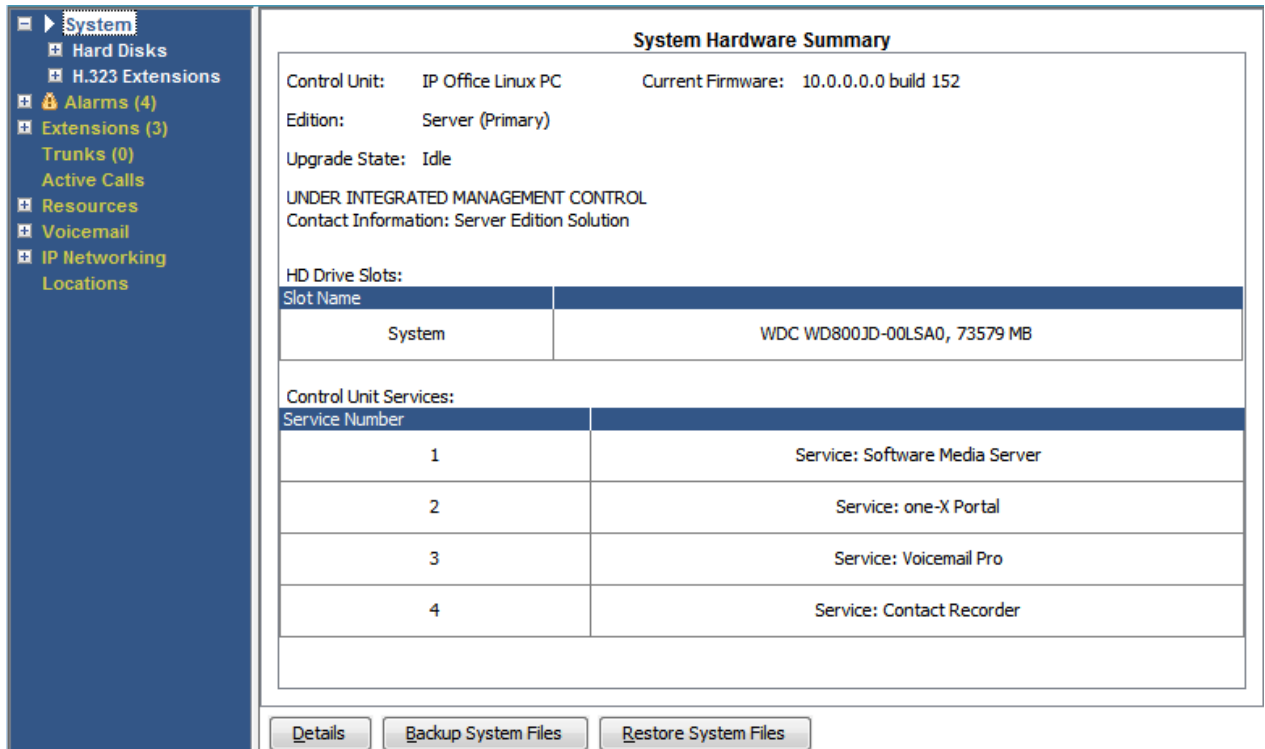 System
Hard Disks
H.323 Extensions
Alarms (4)
Extensions (3)
Trunks (0)
Active Calls
Resources
Voicemail
IP Networking
Locations
System Hardware Summary
Control Unit: IP Office Linux PC Current Firmware: 10.0.0.0.0 build 152
Edition: Server (Primary)
Upgrade State: Idle
UNDER INTEGRATED MANAGEMENT CONTROL
Contact Information: Server Edition Solution
HD Drive Slots:
Slot Name
System WDC WD800JD-00LSA0, 73579 MB
Control Unit Services:
Service Number
1 Service: Software Media Server
2 Service: one-X Portal
3 Service: Voicemail Pro
4 Service: Contact Recorder
Details Backup System Files Restore System Files